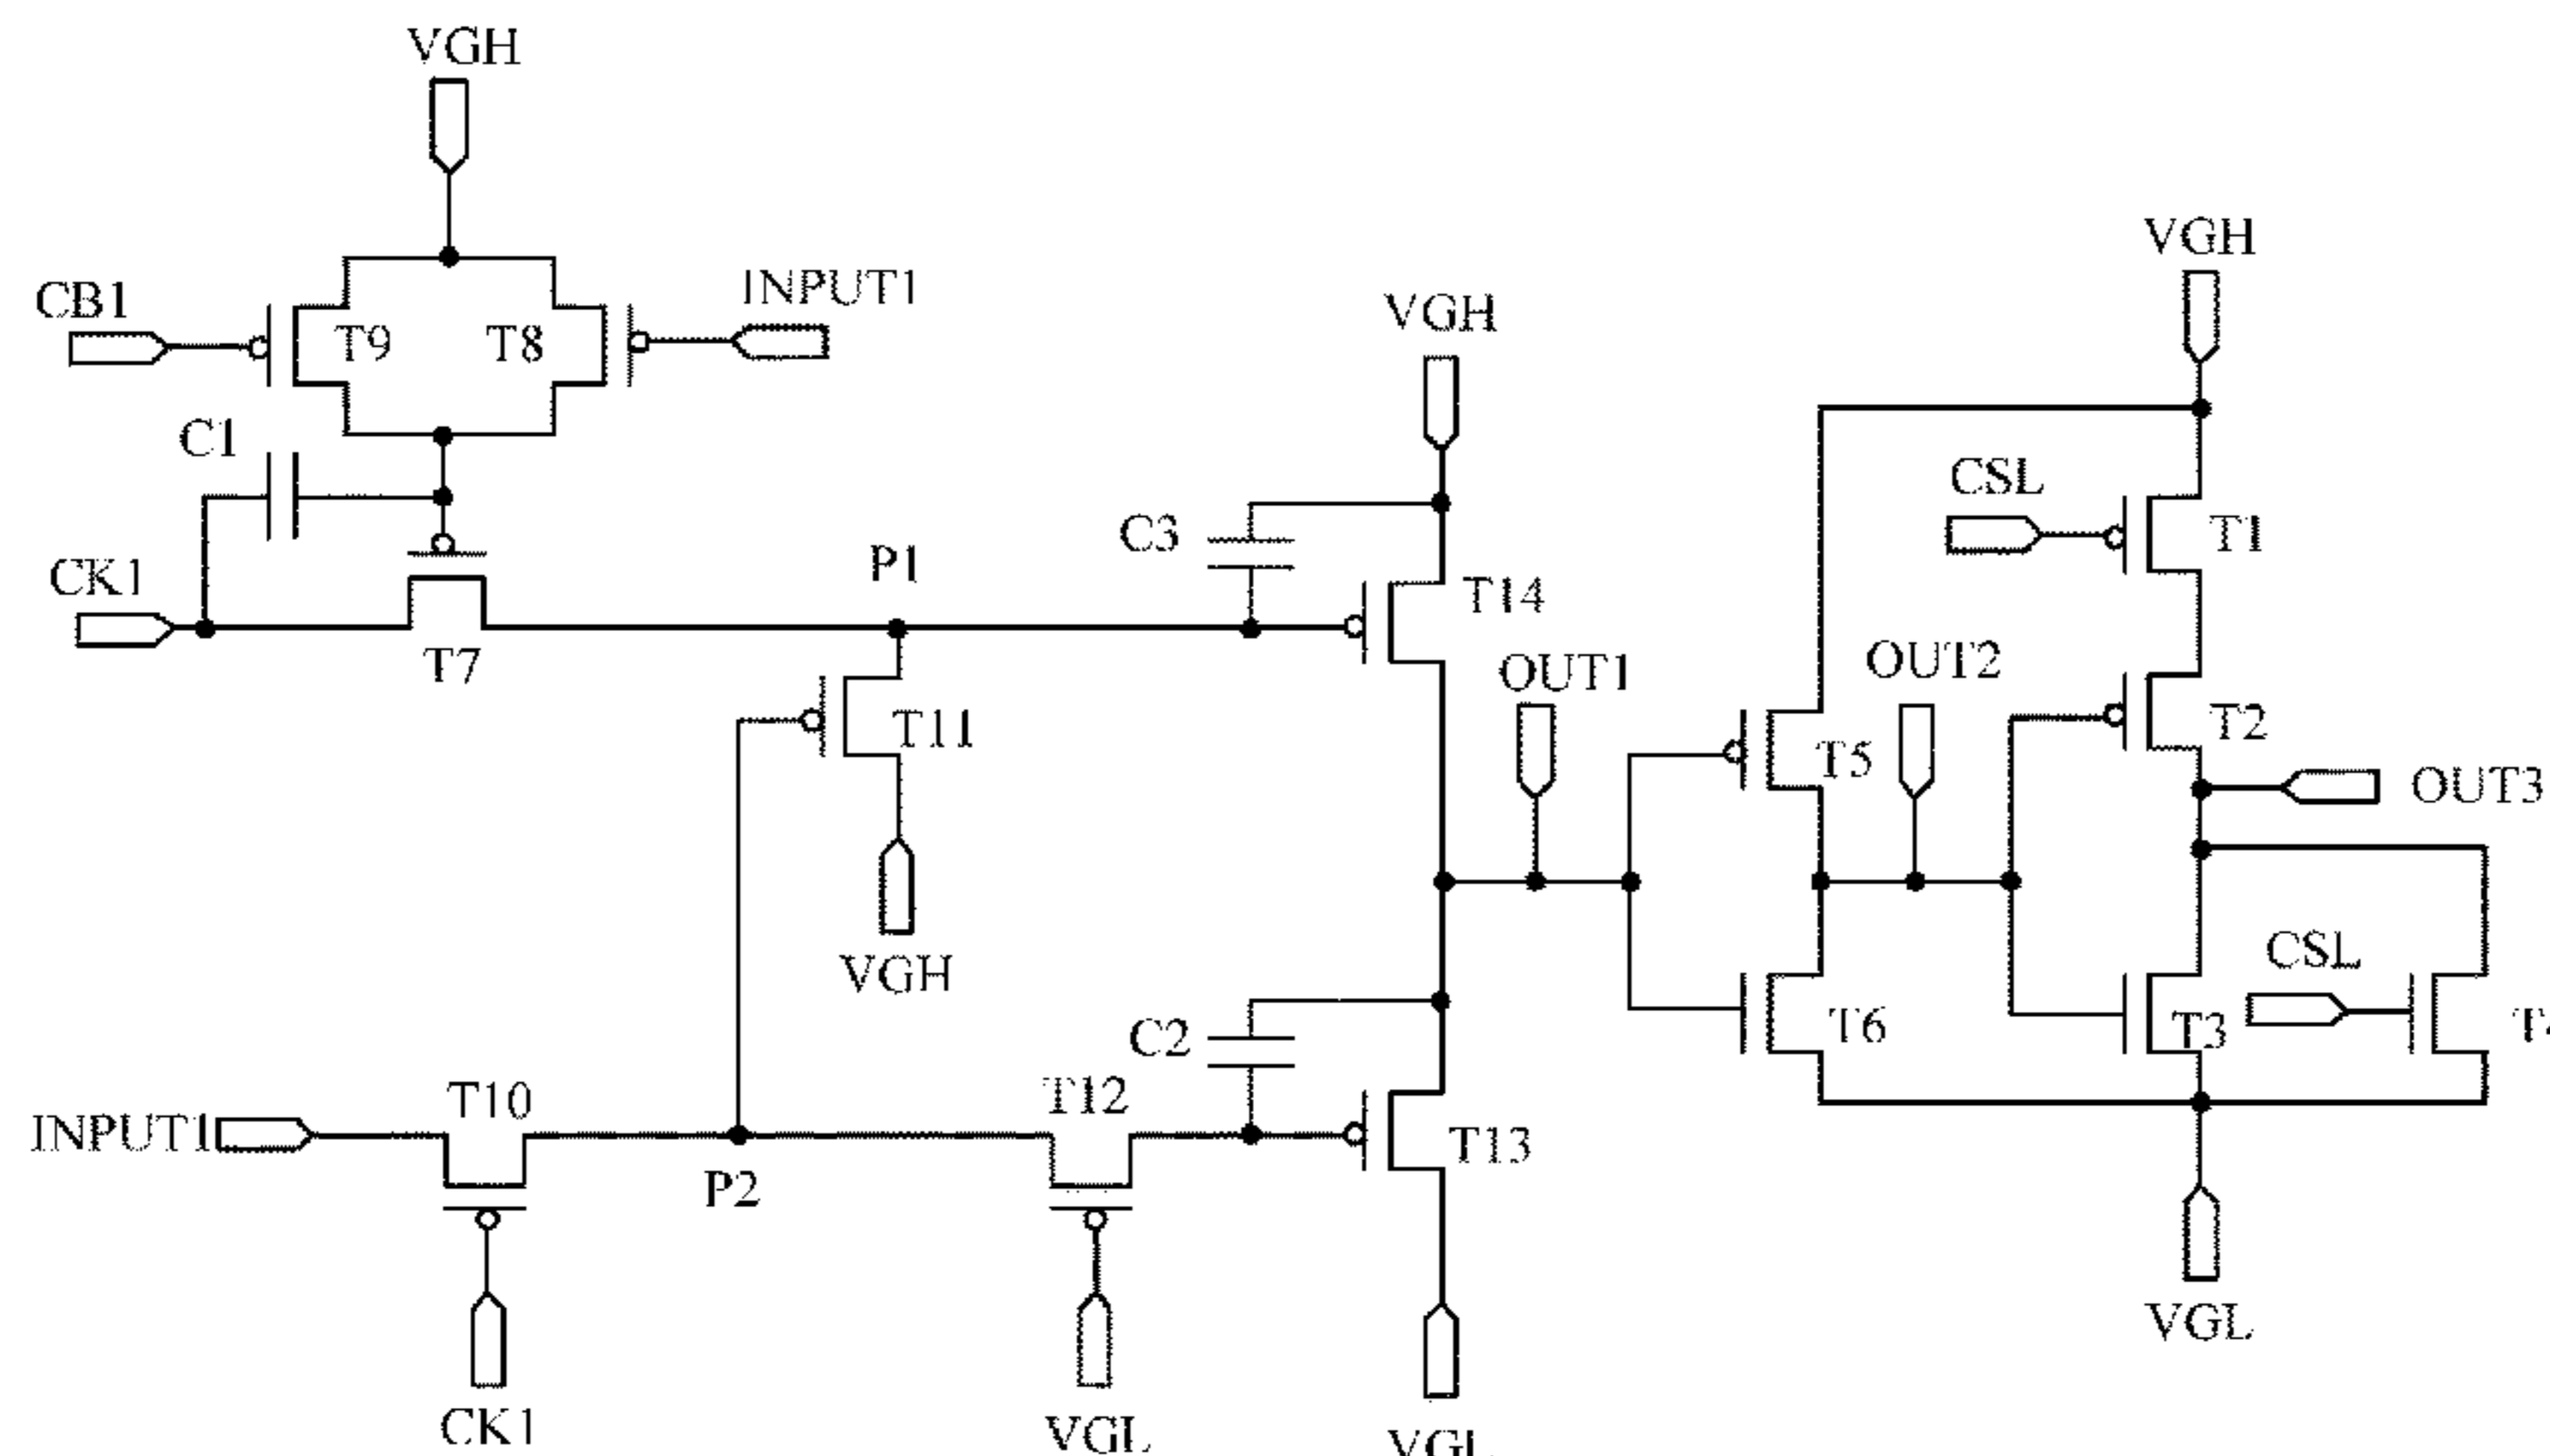 VGH
VGH
CB1
INPUT1
T9
T8
VGH
C1
CSL
T1
C3
P1
CK1
T14
T7
OUT1
OUT2
T11
T2
T5
OUT3
VGH
CSL
C2
T6
T3
T10
T12
INPUT1
T13
P2
VGL
CK1
VGL
VGL